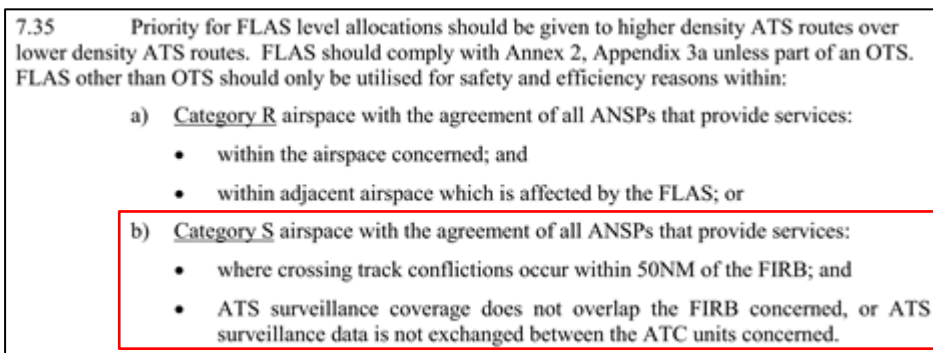 7.35 Priority for FLAS level allocations should be given to higher density ATS routes over
lower density ATS routes. FLAS should comply with Annex 2, Appendix 3a unless part of an OTS.
FLAS other than OTS should only be utilised for safety and efficiency reasons within:
a) Category R airspace with the agreement of all ANSPs that provide services:
• within the airspace concerned; and
• within adjacent airspace which is affected by the FLAS; or
b) Category S airspace with the agreement of all ANSPs that provide services:
• where crossing track conflictions occur within 50NM of the FIRB; and
• ATS surveillance coverage does not overlap the FIRB concerned, or ATS
surveillance data is not exchanged between the ATC units concerned.